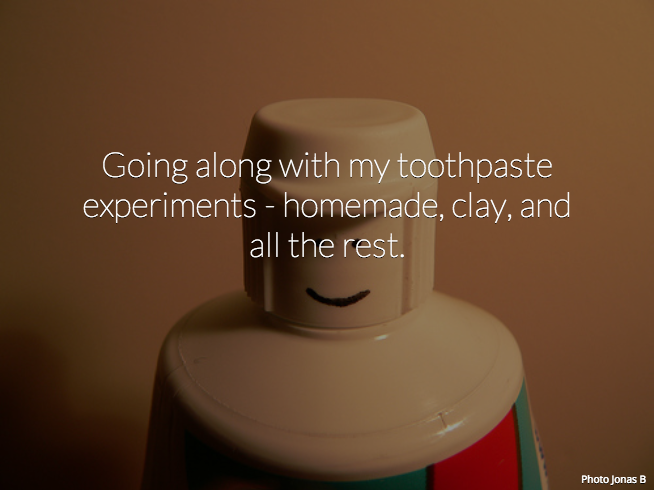 Going along with my toothpaste
experiments - homemade, clay, and
all the rest.
Photo Jonas B